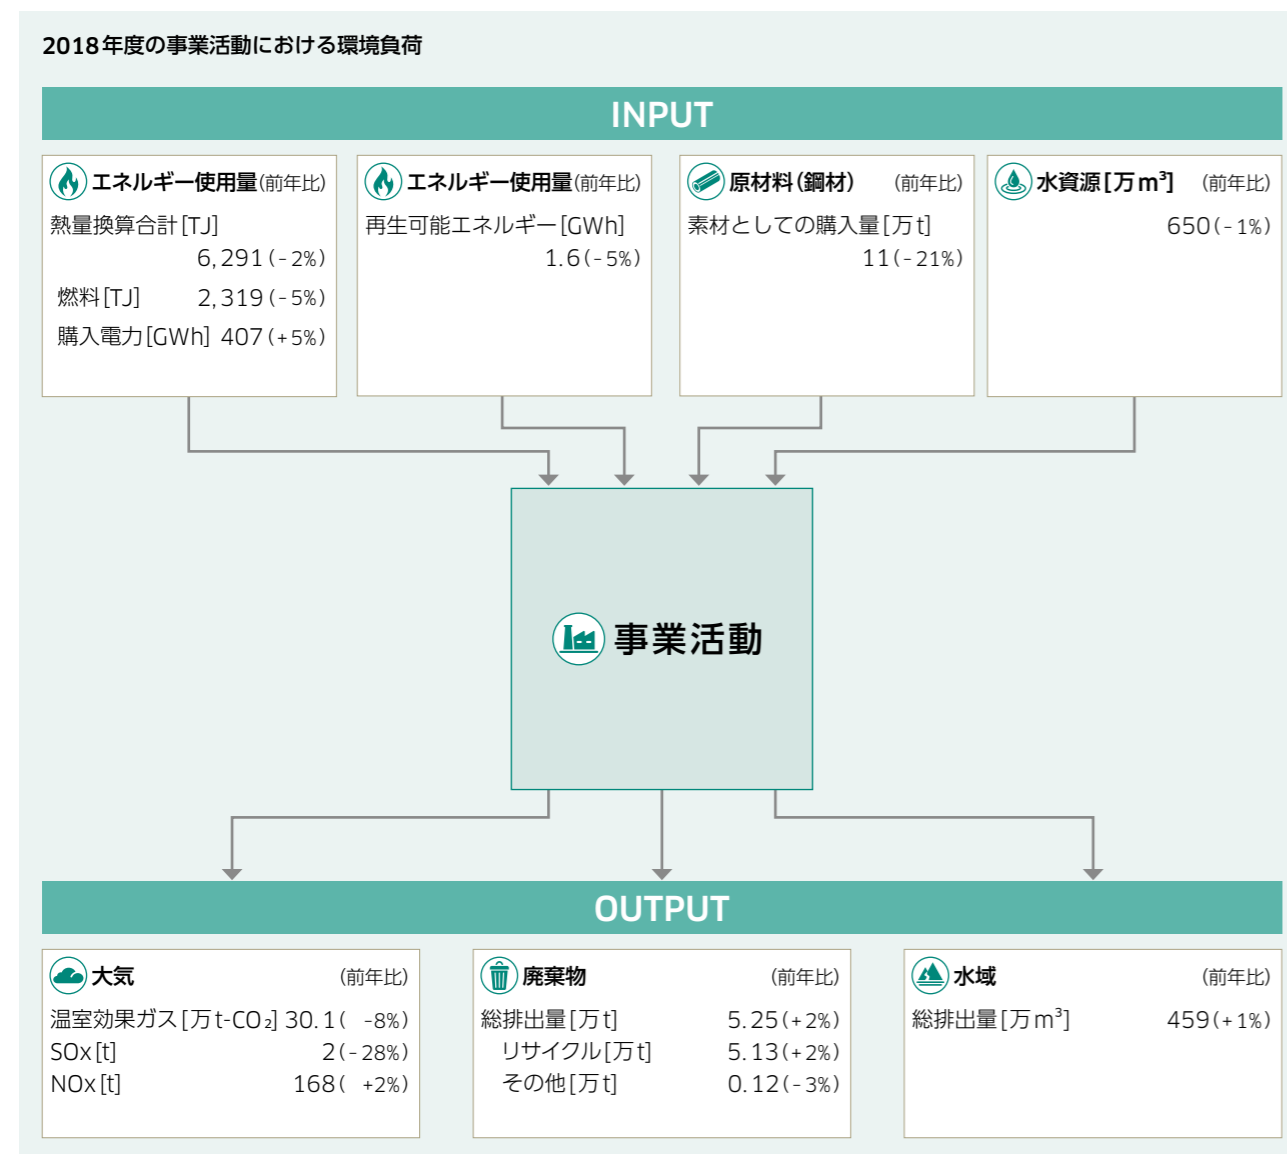 2018年度の事業活動における環境負荷
INPUT
エネルギー使用量(前年比)
熱量換算合計[TJ]
6,291(-2%)
燃料[TJ] 2,319(-5%)
購入電力[GWh] 407(+5%)
エネルギー使用量(前年比)
再生可能エネルギー[GWh]
1.6(-5%)
原材料(鋼材) (前年比)
素材としての購入量[万t]
11(-21%)
水資源[万m³] (前年比)
650(-1%)
事業活動
OUTPUT
大気 (前年比)
温室効果ガス[万t-CO₂] 30.1( -8%)
SOx[t] 2(-28%)
NOx[t] 168( +2%)
廃棄物 (前年比)
総排出量[万t] 5.25(+2%)
リサイクル[万t] 5.13(+2%)
その他[万t] 0.12(-3%)
水域 (前年比)
総排出量[万m³] 459(+1%)